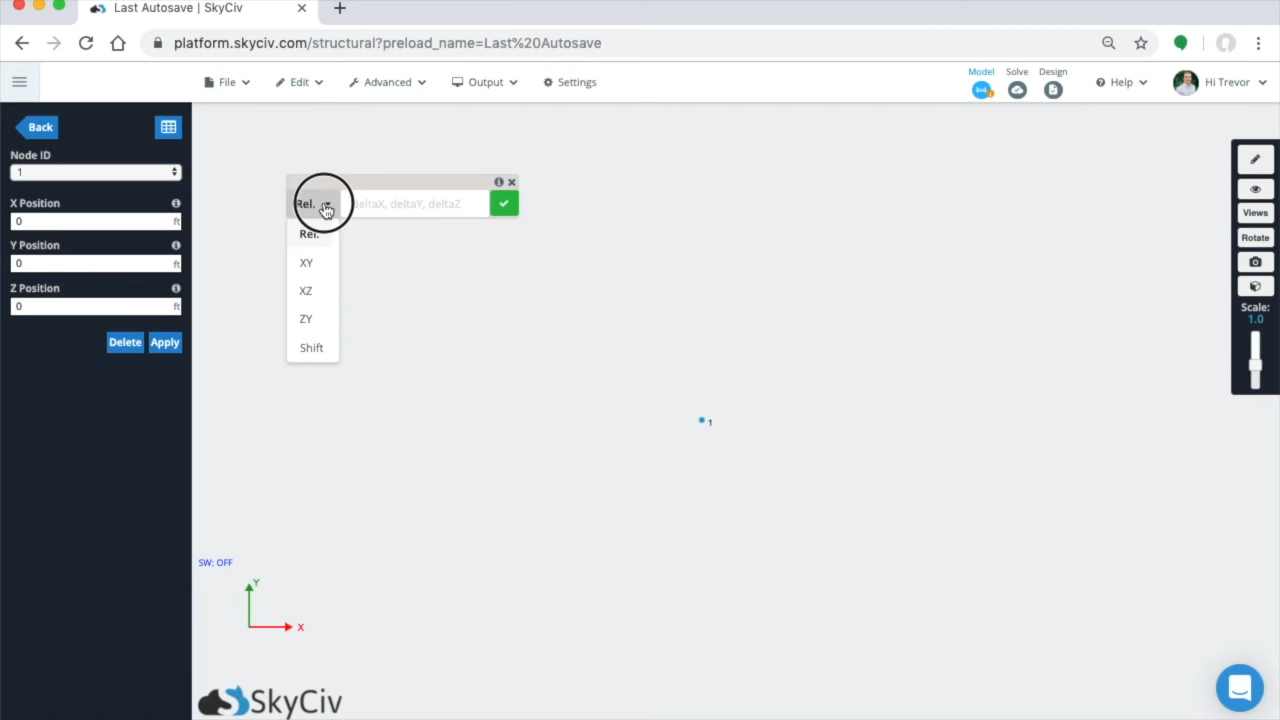 Last Autosave | SkyCiv
platform.skyciv.com/structural?preload_name=Last%20Autosave
File Edit Advanced Output Settings
Model Solve Design
Help Hi Trevor
Back
Node ID
1
X Position
0 ft
Y Position
0 ft
Z Position
0 ft
Delete Apply
Rel. deltaX, deltaY, deltaZ
Rel.
XY
XZ
ZY
Shift
1
Views
Rotate
Scale:
1.0
SW: OFF
Y
X
SkyCiv